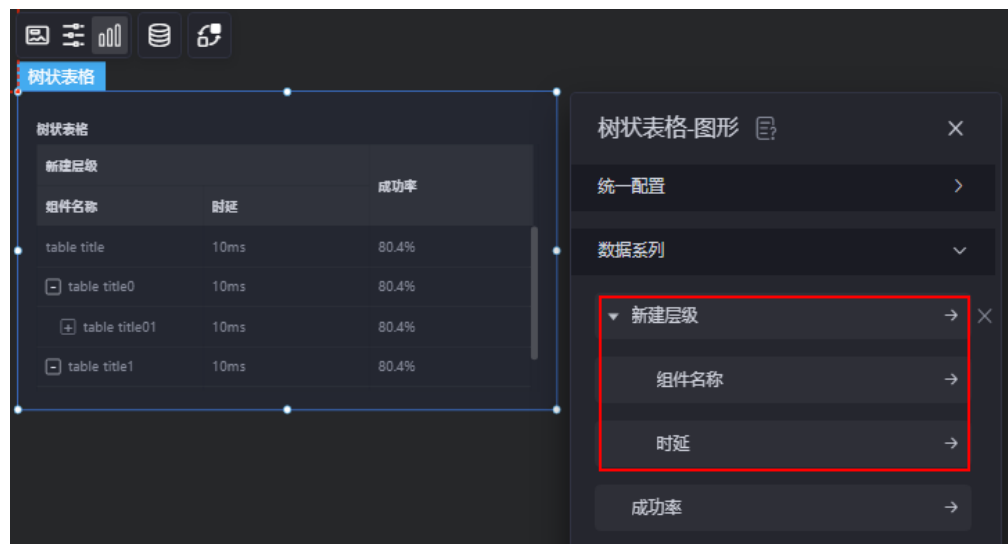 树状表格
树状表格
新建层级
成功率
组件名称 时延
table title 10ms 80.4%
table title0 10ms 80.4%
table title01 10ms 80.4%
table title1 10ms 80.4%
树状表格-图形
统一配置
数据系列
新建层级
组件名称
时延
成功率